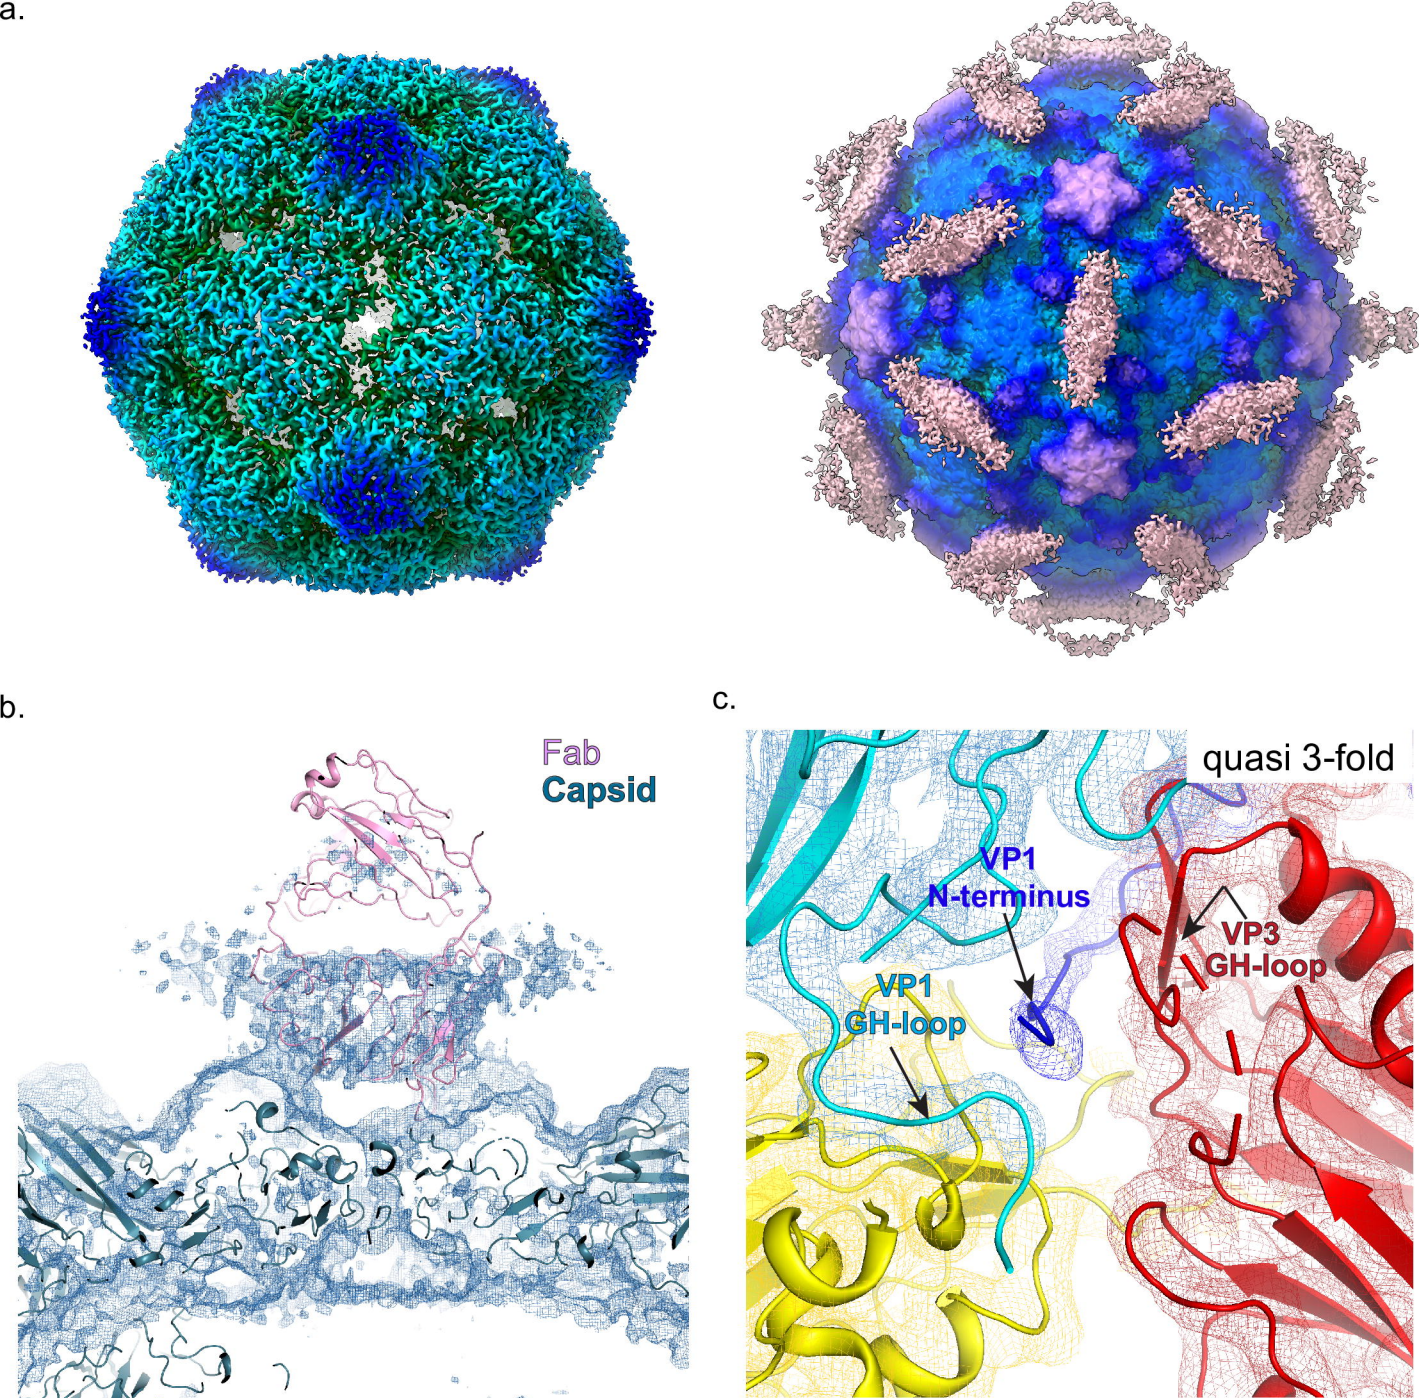 a.
b.
Fab
Capsid
c.
quasi 3-fold
VP1
N-terminus
VP3
GH-loop
VP1
GH-loop